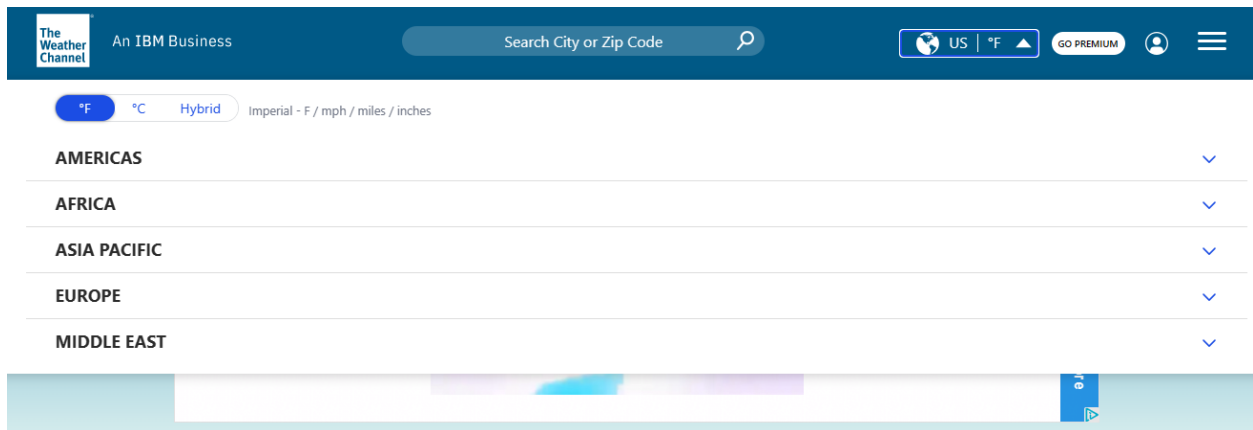 The
Weather
Channel
An IBM Business
Search City or Zip Code
US | °F
GO PREMIUM
°F °C Hybrid Imperial - F / mph / miles / inches
AMERICAS
AFRICA
ASIA PACIFIC
EUROPE
MIDDLE EAST